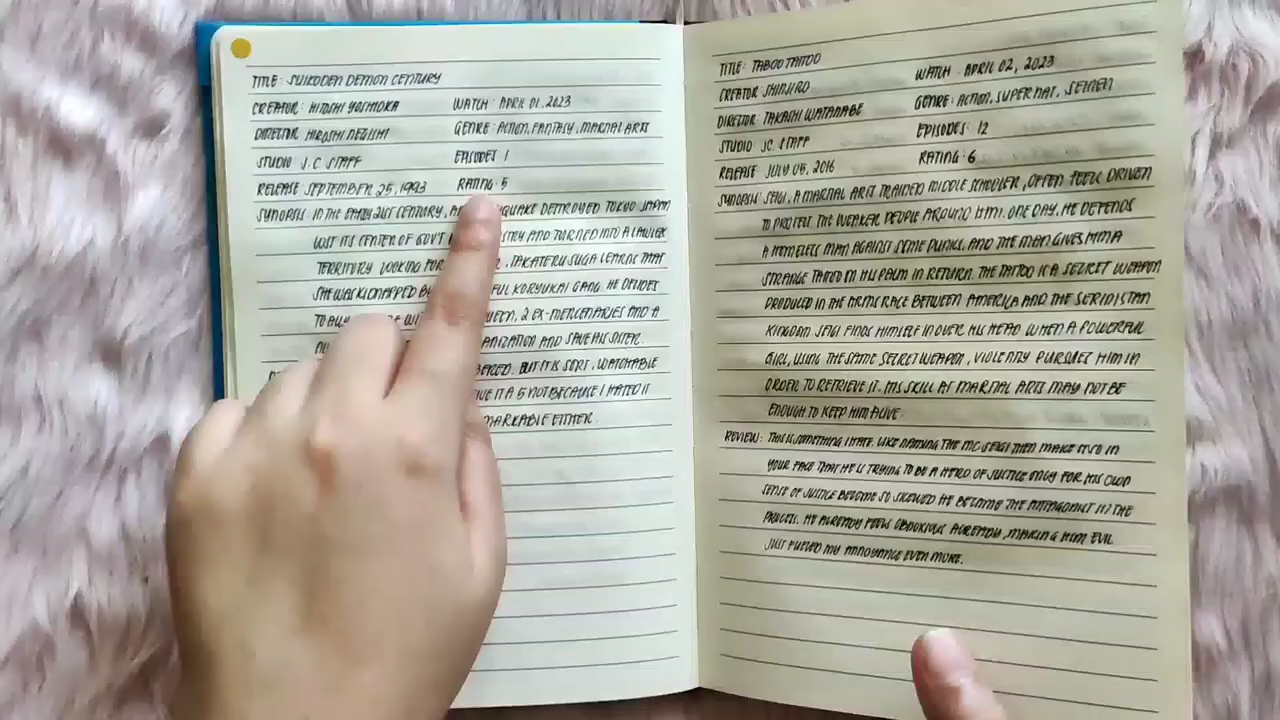 TITLE: SUIKODEN DEMON CENTURY
CREATOR: HITOSHI YOSHIOKA WATCH: APRIL 01, 2023
DIRECTOR: HIROSHI NEGISHI GENRE: ACTION, FANTASY, MARTIAL ARTS
STUDIO: J.C. STAFF EPISODES 1
RELEASE: SEPTEMBER 25, 1993 RATING: 5
SYNOPSIS: IN THE EARLY 21ST CENTURY, QUAKE DESTROYED TOKYO JAPAN
LOST ITS CENTER OF GOV'T AND TURNED INTO A LAWLESS
TERRITORY LOOKING FOR , TAKATERU SUGA LEARNS THAT
SHE WAS KIDNAPPED BY KORYUKAI GANG. HE DECIDES
TO ALLY 2 EX-MERCENARIES AND A
AND SAVE HIS SISTER.
BUT IT IS SORT, WATCHABLE
IT A 5 NOT BECAUSE I HATED IT
EITHER
TITLE: TABOO TATTOO
CREATOR SHINJIRO WATCH: APRIL 02, 2023
DIRECTOR: TAKASHI WATANABE GENRE: ACTION, SUPERNAT, SEINEN
STUDIO JC. STAFF EPISODES: 12
RELEASE: JULY 05, 2016 RATING: 6
SYNOPSIS: SEIGI, A MARTIAL ARTS TRAINED MIDDLE SCHOOLER, OFTEN FEEL DRIVEN
TO PROTECT THE WEAKER PEOPLE AROUND HIM. ONE DAY, HE DEFENDS
A HOMELESS MAN AGAINST SOME PUNKS, AND THE MAN GIVES HIM A
STRANGE TATOO ON HIS PALM IN RETURN. THE TATTOO IS A SECRET WEAPON
PRODUCED IN THE ARMS RACE BETWEEN AMERICA AND THE SERINISTAN
KINGDOM. SEIGI FINDS HIMSELF IN OVER HIS HEAD WHEN A POWERFUL
GIRL, USING THE SAME SECRET WEAPON, VIOLENTLY PURSUES HIM IN
ORDER TO RETRIEVE IT. HIS SKILL AT MARTIAL ARTS MAY NOT BE
ENOUGH TO KEEP HIM ALIVE.
REVIEW: THIS IS SOMETHING I HATE. LIKE NAMING THE MC SEIGI THEN MAKE IT SO IN
YOUR FACE THAT HE IS TRYING TO BE A HERO OF JUSTICE ONLY FOR HIS OWN
SENSE OF JUSTICE BECOME SO SKEWED HE BECAME THE ANTAGONIST IN THE
PROCESS. HE ALREADY FEELS OBNOXIOUS ALREADY, MAKING HIM EVIL
JUST FUELED MY ANNOYANCE EVEN MORE.